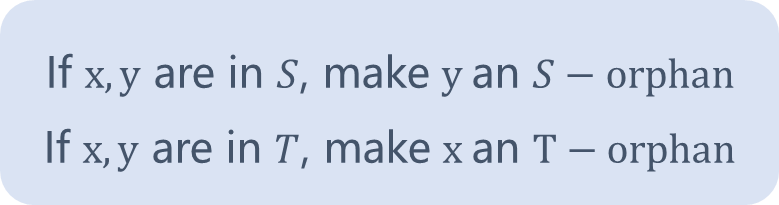 If x, y are in S, make y an S − orphan
If x, y are in T, make x an T − orphan